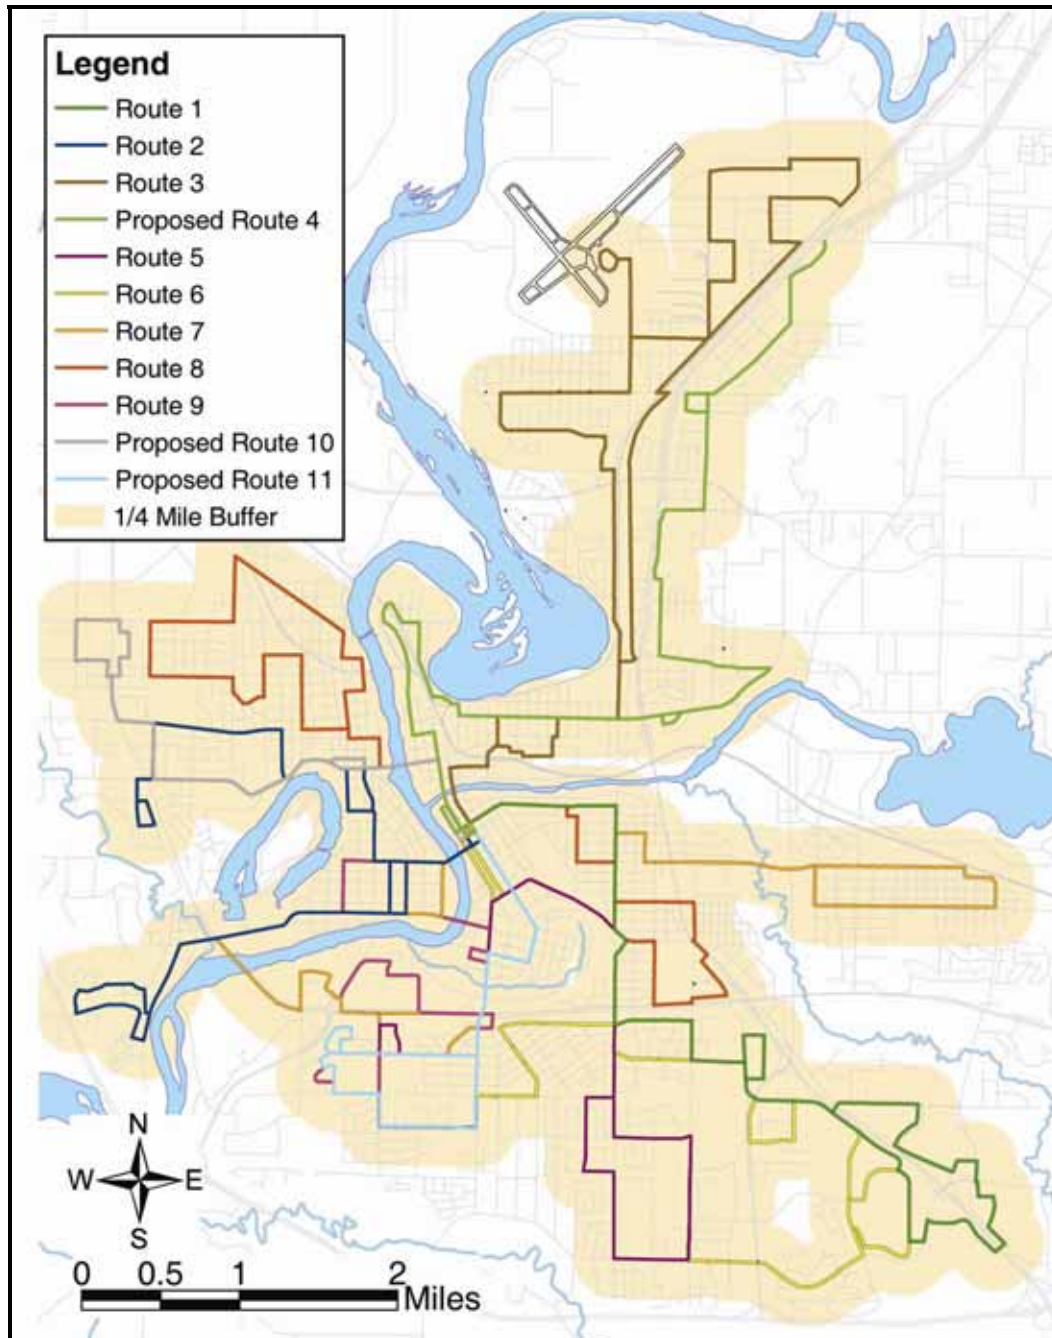 Legend
Route 1
Route 2
Route 3
Proposed Route 4
Route 5
Route 6
Route 7
Route 8
Route 9
Proposed Route 10
Proposed Route 11
1/4 Mile Buffer
N
W E
S
0 0.5 1 2
Miles